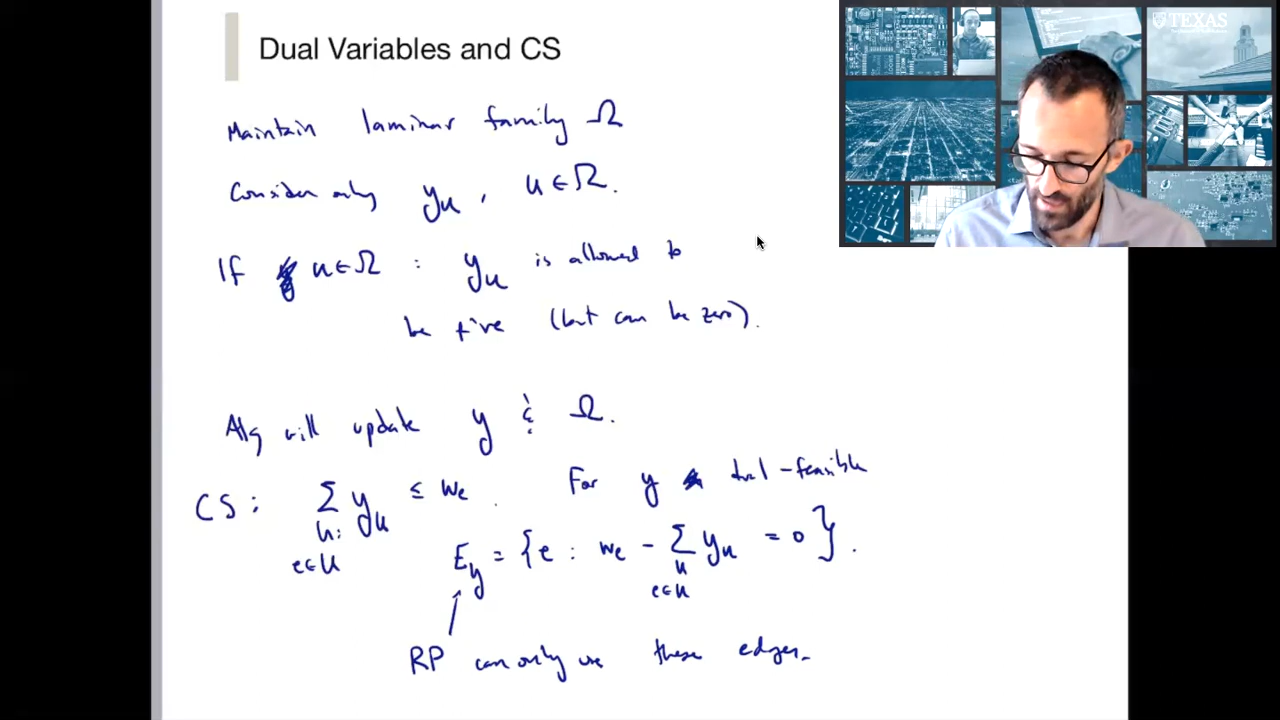 Dual Variables and CS
TEXAS
Maintain laminar family Ω
Consider only y_u , u ∈ Ω.
If u ∈ Ω : y_u is allowed to
be +'ve (but can be zero).
Alg will update y & Ω.
CS: ∑ y_u ≤ w_e . For y dual-feasible
u: e∈u
E_y = {e : w_e - ∑ y_u = 0}.
u e∈u
RP can only use these edges.